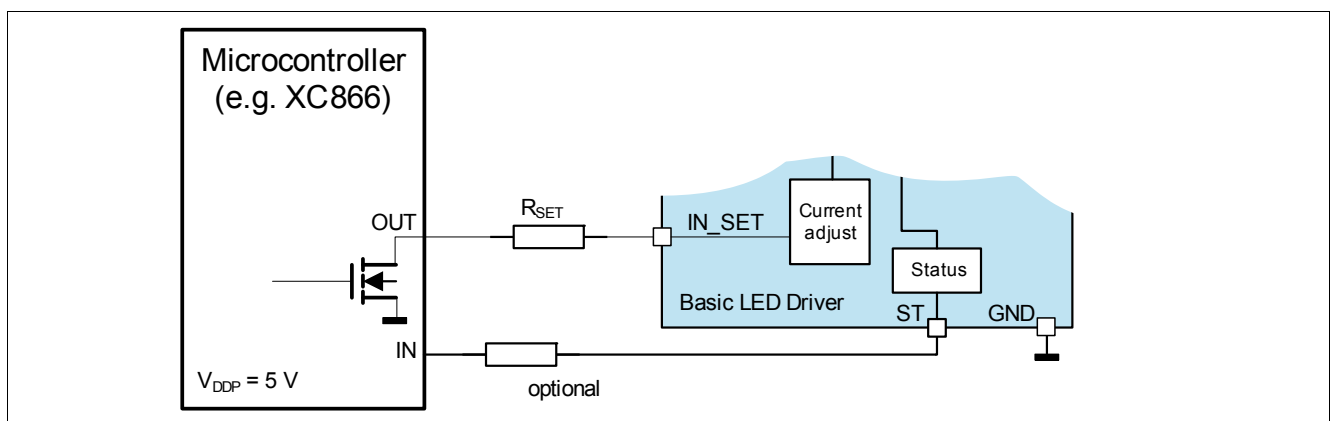 Microcontroller
(e.g. XC866)
OUT
RSET
IN_SET
Current
adjust
Status
Basic LED Driver
ST
GND
IN
VDDP = 5 V
optional